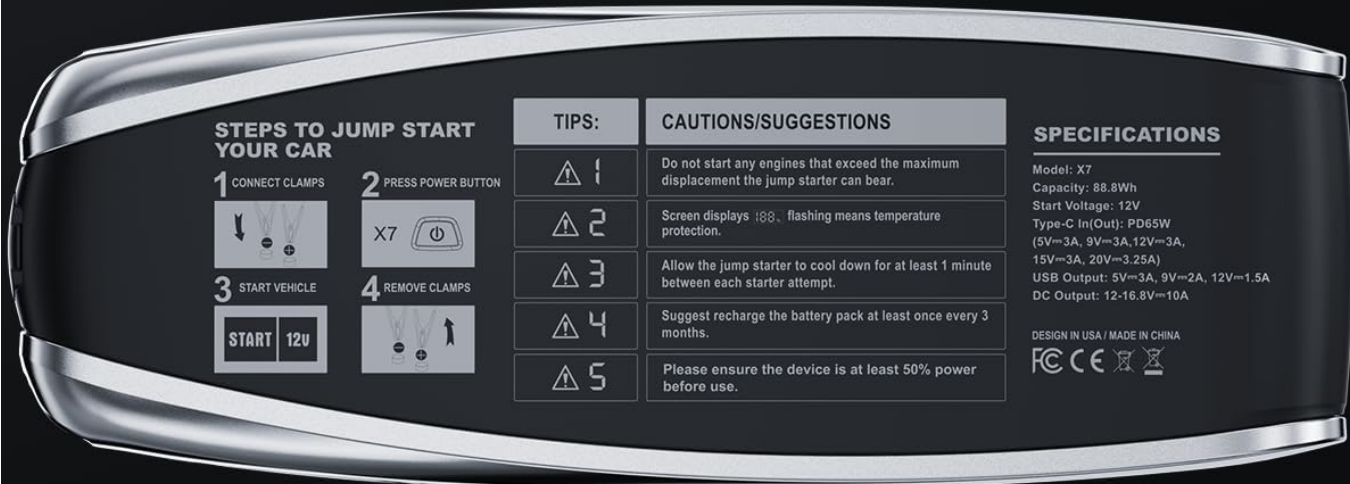 STEPS TO JUMP START
YOUR CAR
1 CONNECT CLAMPS
2 PRESS POWER BUTTON
X7
3 START VEHICLE
START 12V
4 REMOVE CLAMPS
TIPS:
CAUTIONS/SUGGESTIONS
1
Do not start any engines that exceed the maximum
displacement the jump starter can bear.
2
Screen displays 188. flashing means temperature
protection.
3
Allow the jump starter to cool down for at least 1 minute
between each starter attempt.
4
Suggest recharge the battery pack at least once every 3
months.
5
Please ensure the device is at least 50% power
before use.
SPECIFICATIONS
Model: X7
Capacity: 88.8Wh
Start Voltage: 12V
Type-C In(Out): PD65W
(5V⎓3A, 9V⎓3A,12V⎓3A,
15V⎓3A, 20V⎓3.25A)
USB Output: 5V⎓3A, 9V⎓2A, 12V⎓1.5A
DC Output: 12-16.8V⎓10A
DESIGN IN USA / MADE IN CHINA
FC CE